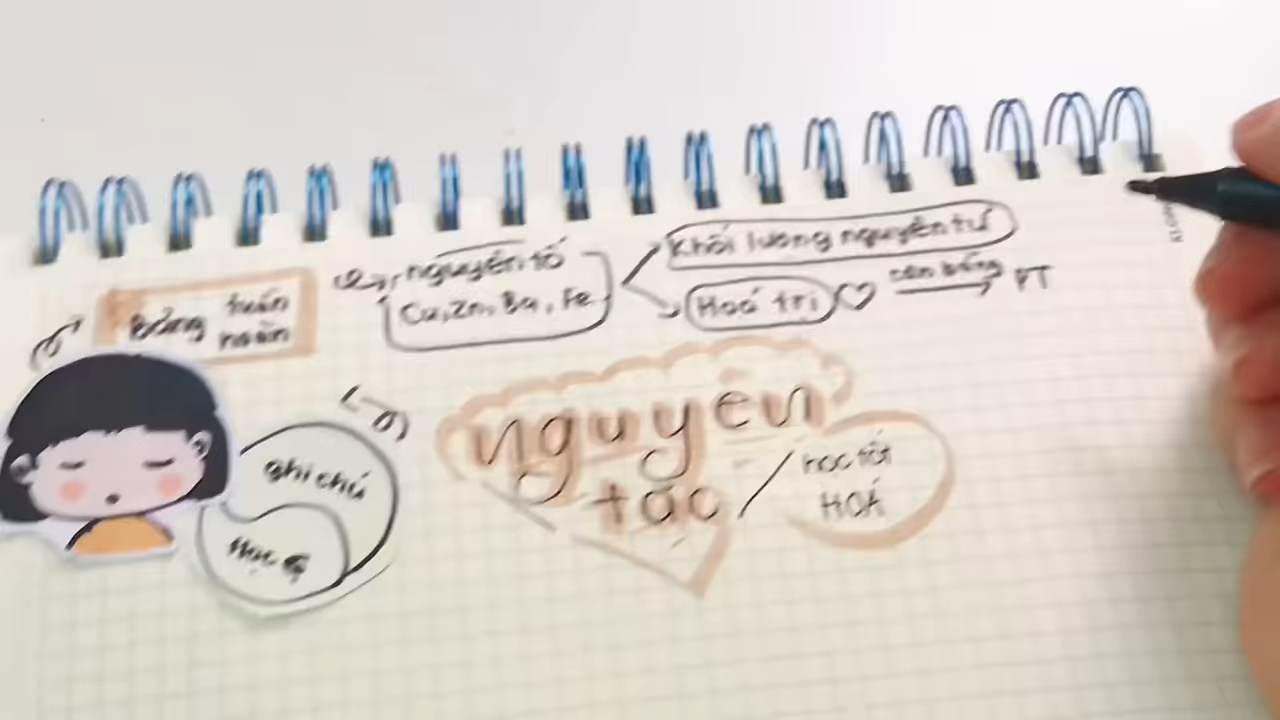 Bảng tuần hoàn
nguyên tố
Cu, Zn, Ba, Fe
Khối lượng nguyên tử
Hoá trị
cân bằng
PT
ghi chú
Học
nguyên
tắc
học tốt
HOÁ